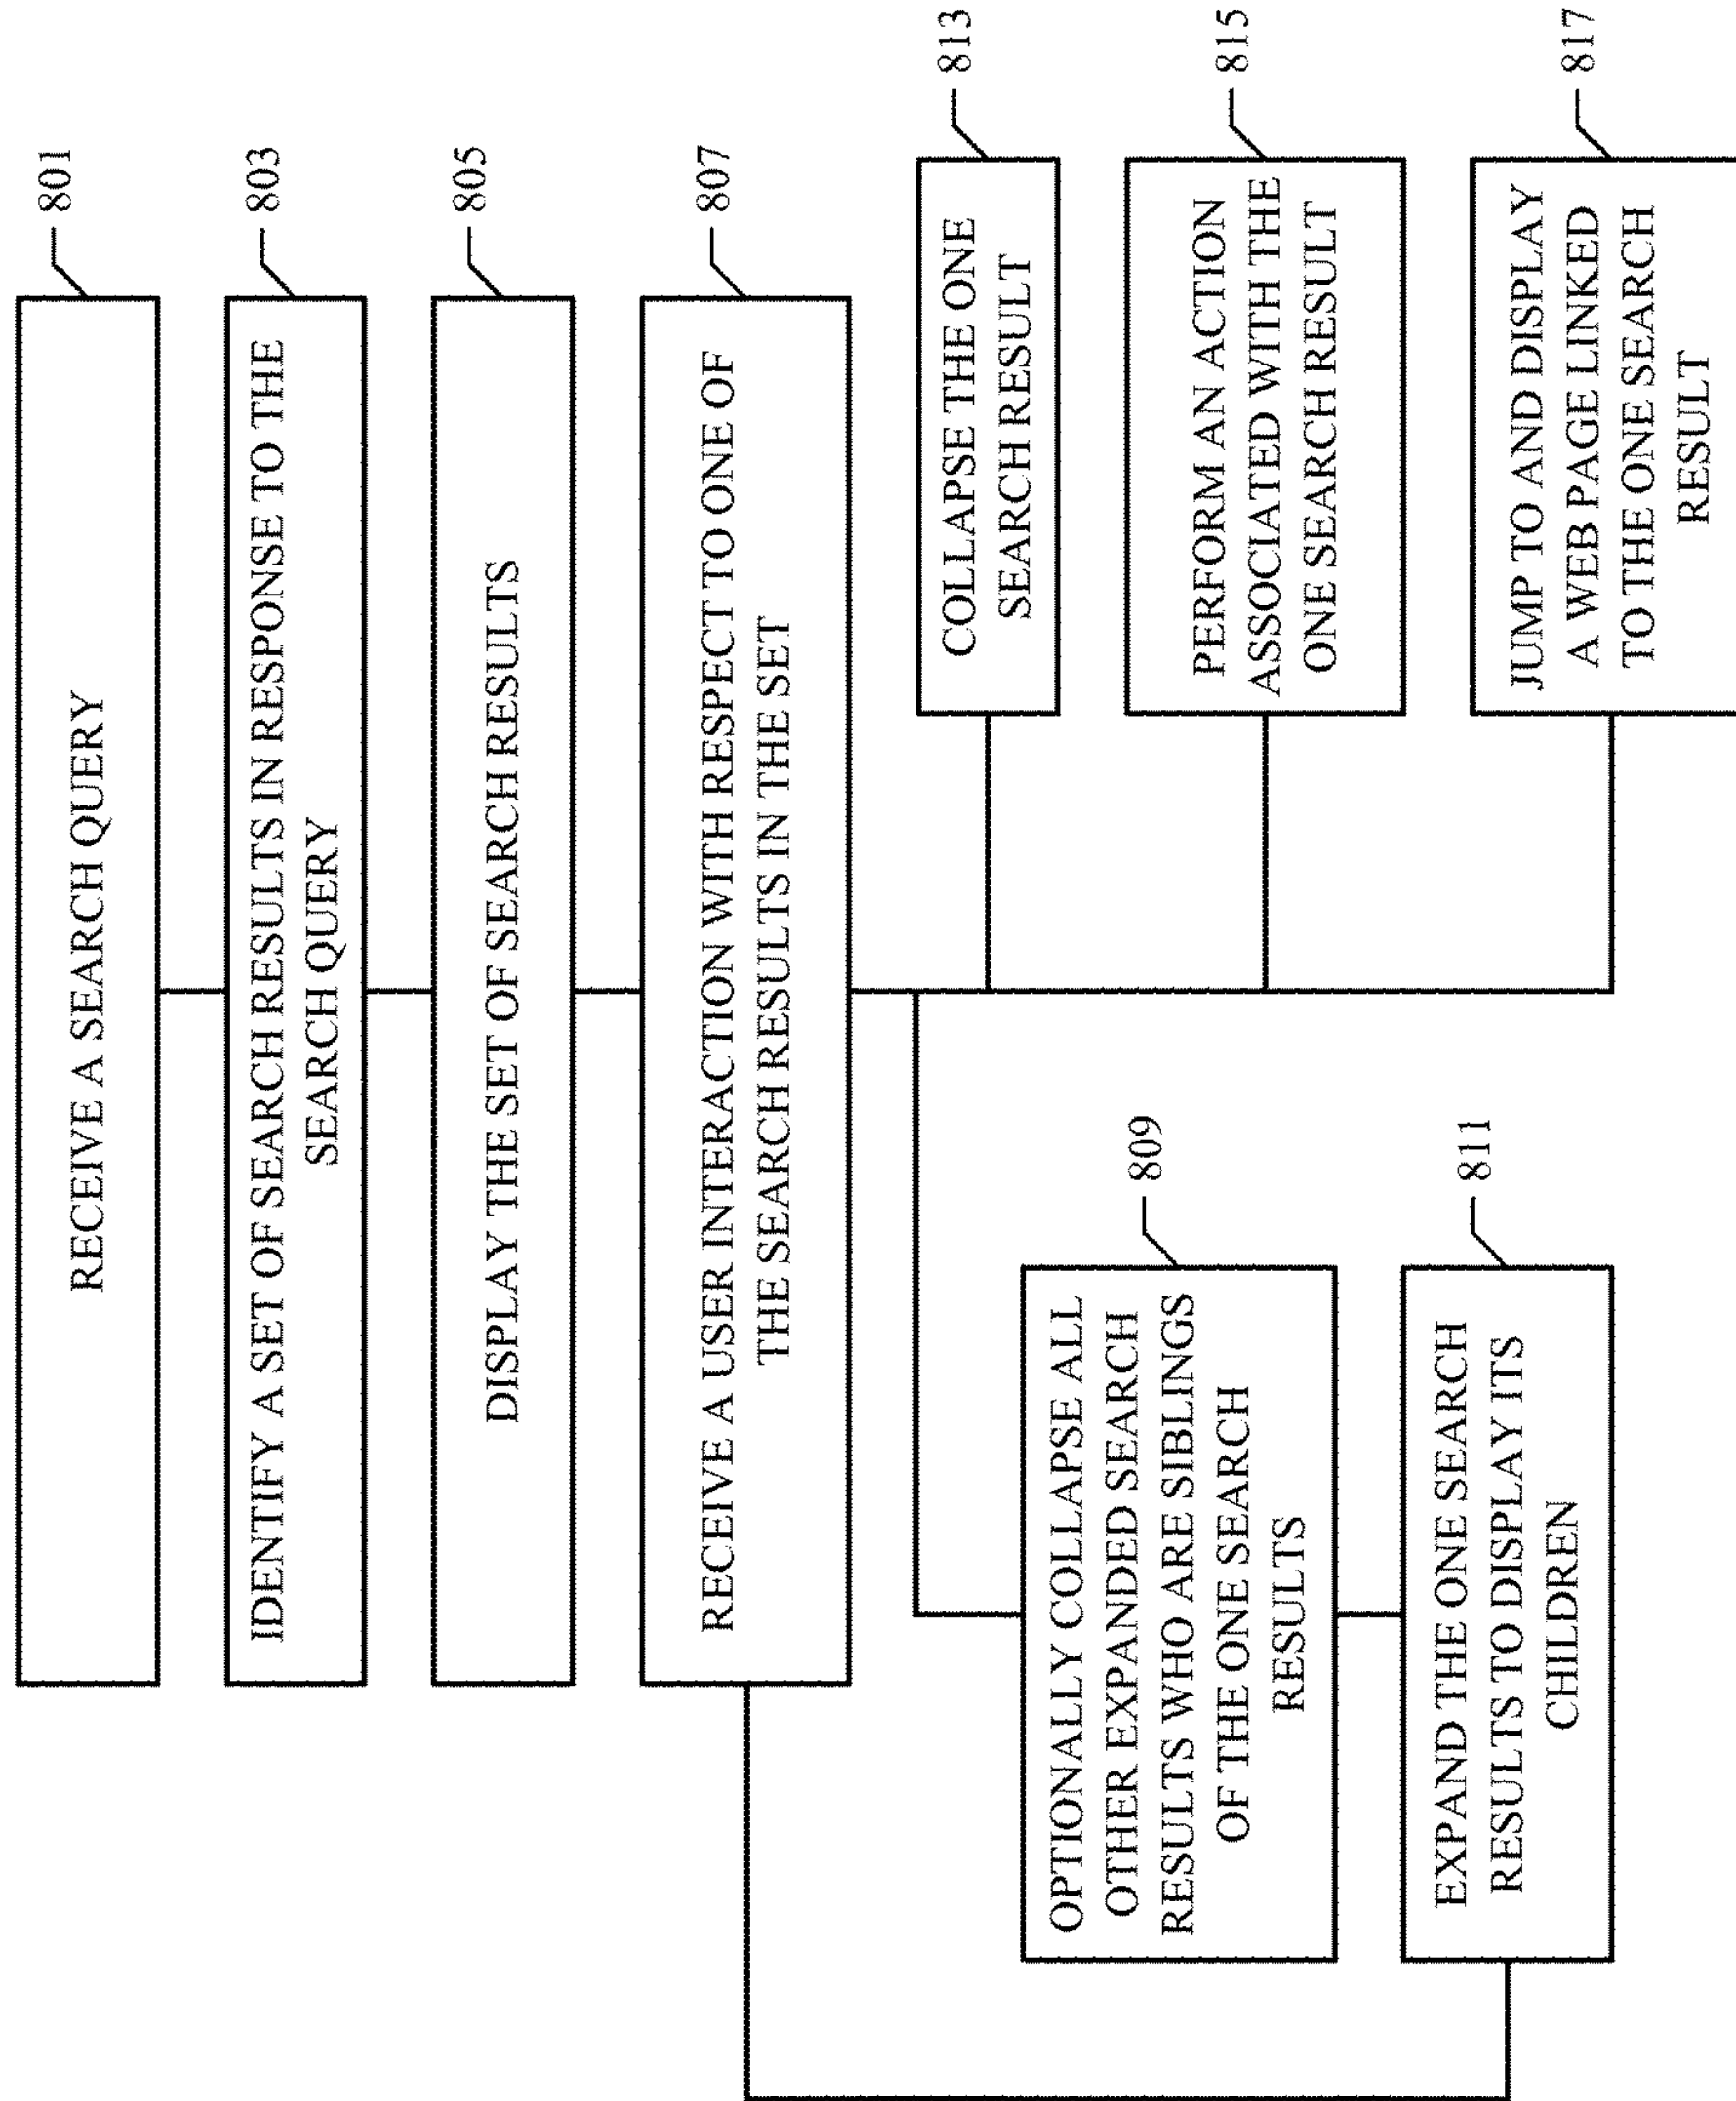 RECEIVE A SEARCH QUERY
801
IDENTIFY A SET OF SEARCH RESULTS IN RESPONSE TO THE
SEARCH QUERY
803
DISPLAY THE SET OF SEARCH RESULTS
805
RECEIVE A USER INTERACTION WITH RESPECT TO ONE OF
THE SEARCH RESULTS IN THE SET
807
OPTIONALLY COLLAPSE ALL
OTHER EXPANDED SEARCH
RESULTS WHO ARE SIBLINGS
OF THE ONE SEARCH
RESULTS
809
EXPAND THE ONE SEARCH
RESULTS TO DISPLAY ITS
CHILDREN
811
COLLAPSE THE ONE
SEARCH RESULT
813
PERFORM AN ACTION
ASSOCIATED WITH THE
ONE SEARCH RESULT
815
JUMP TO AND DISPLAY
A WEB PAGE LINKED
TO THE ONE SEARCH
RESULT
817